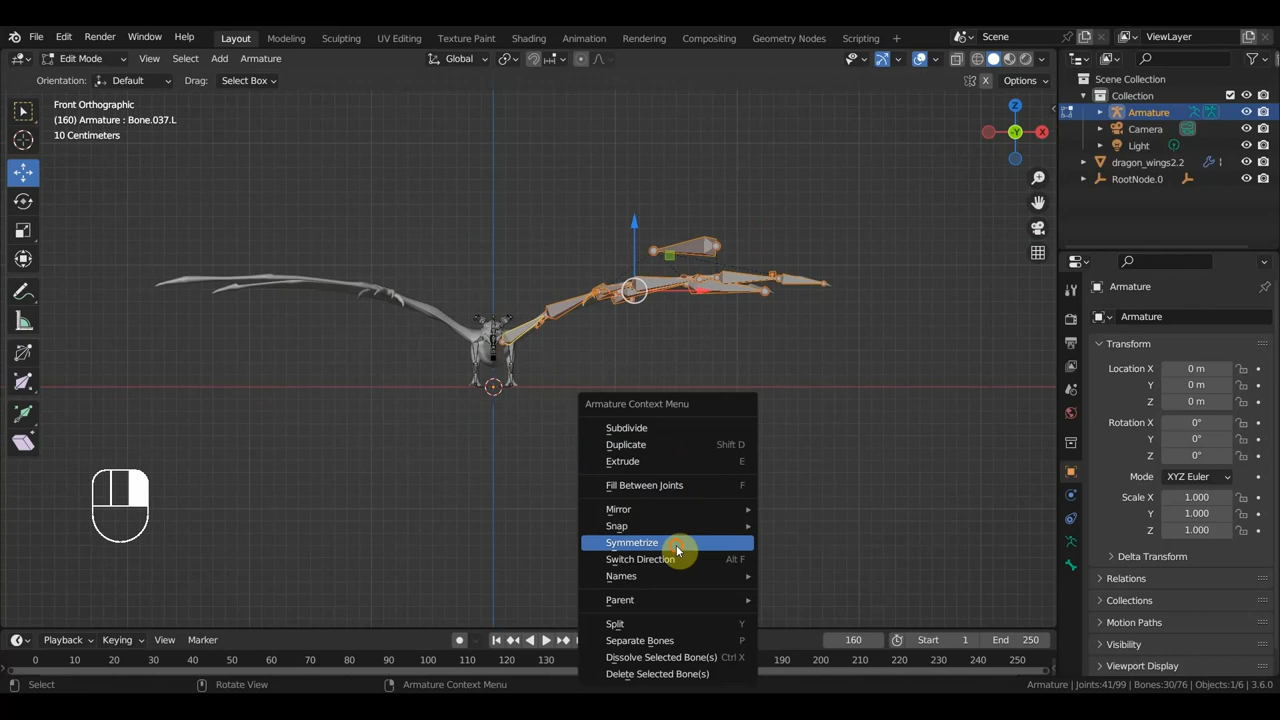 File Edit Render Window Help Layout Modeling Sculpting UV Editing Texture Paint Shading Animation Rendering Compositing Geometry Nodes Scripting + Scene ViewLayer
Edit Mode View Select Add Armature Global
Orientation: Default Drag: Select Box X Options
Front Orthographic
(160) Armature : Bone.037.L
10 Centimeters
Z
-Y
X
Scene Collection
Collection
Armature
Camera
Light
dragon_wings2.2
RootNode.0
Armature
Armature
Transform
Location X 0 m
Y 0 m
Z 0 m
Rotation X 0°
Y 0°
Z 0°
Mode XYZ Euler
Scale X 1.000
Y 1.000
Z 1.000
Delta Transform
Relations
Collections
Motion Paths
Visibility
Viewport Display
Armature Context Menu
Subdivide
Duplicate Shift D
Extrude E
Fill Between Joints F
Mirror
Snap
Symmetrize
Switch Direction Alt F
Names
Parent
Split Y
Separate Bones P
Dissolve Selected Bone(s) Ctrl X
Delete Selected Bone(s)
Playback Keying View Marker 160 Start 1 End 250
0 10 20 30 40 50 60 70 80 90 100 110 120 130 180 190 200 210 220 230 240 250
Select Rotate View Armature Context Menu Armature | Joints:41/99 | Bones:30/76 | Objects:1/6 | 3.6.0